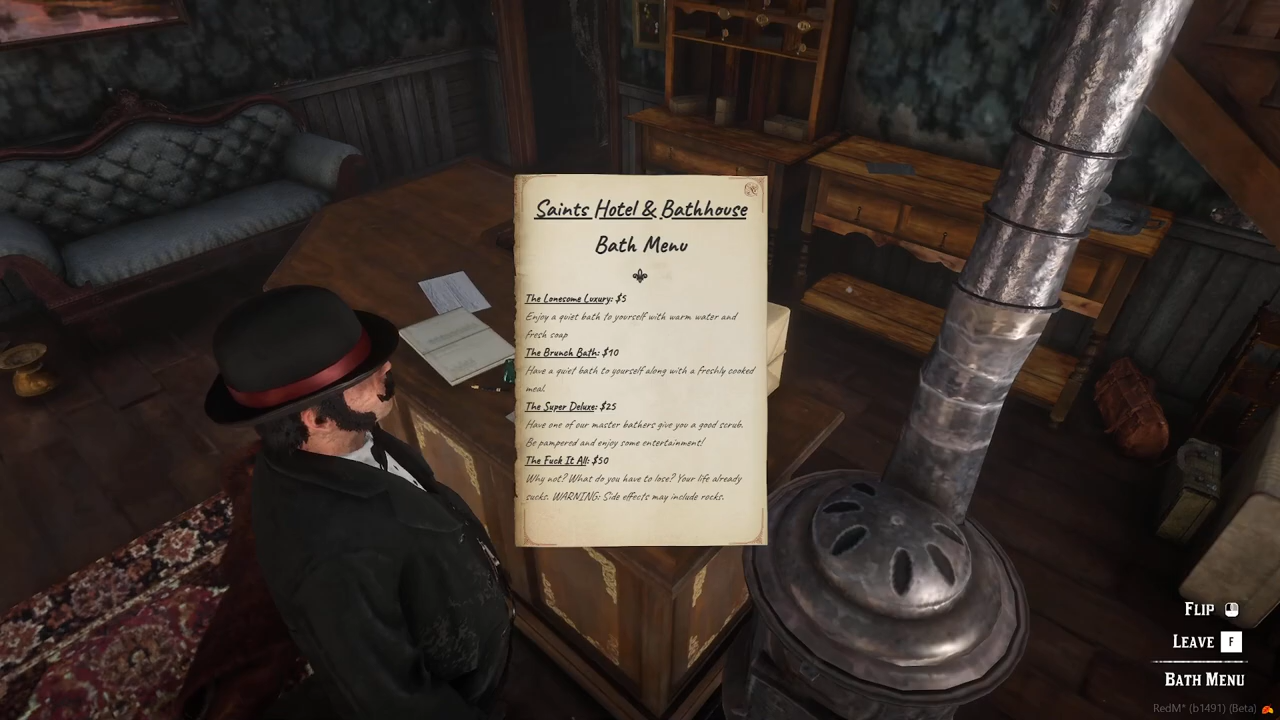 Saints Hotel & Bathhouse
Bath Menu
The Lonesome Luxury: $5
Enjoy a quiet bath to yourself with warm water and
fresh soap
The Brunch Bath: $10
Have a quiet bath to yourself along with a freshly cooked
meal.
The Super Deluxe: $25
Have one of our master bathers give you a good scrub.
Be pampered and enjoy some entertainment!
The Fuck It All: $50
Why not? What do you have to lose? Your life already
sucks. WARNING: Side effects may include rocks.
FLIP
LEAVE F
BATH MENU
RedM* (b1491) (Beta)